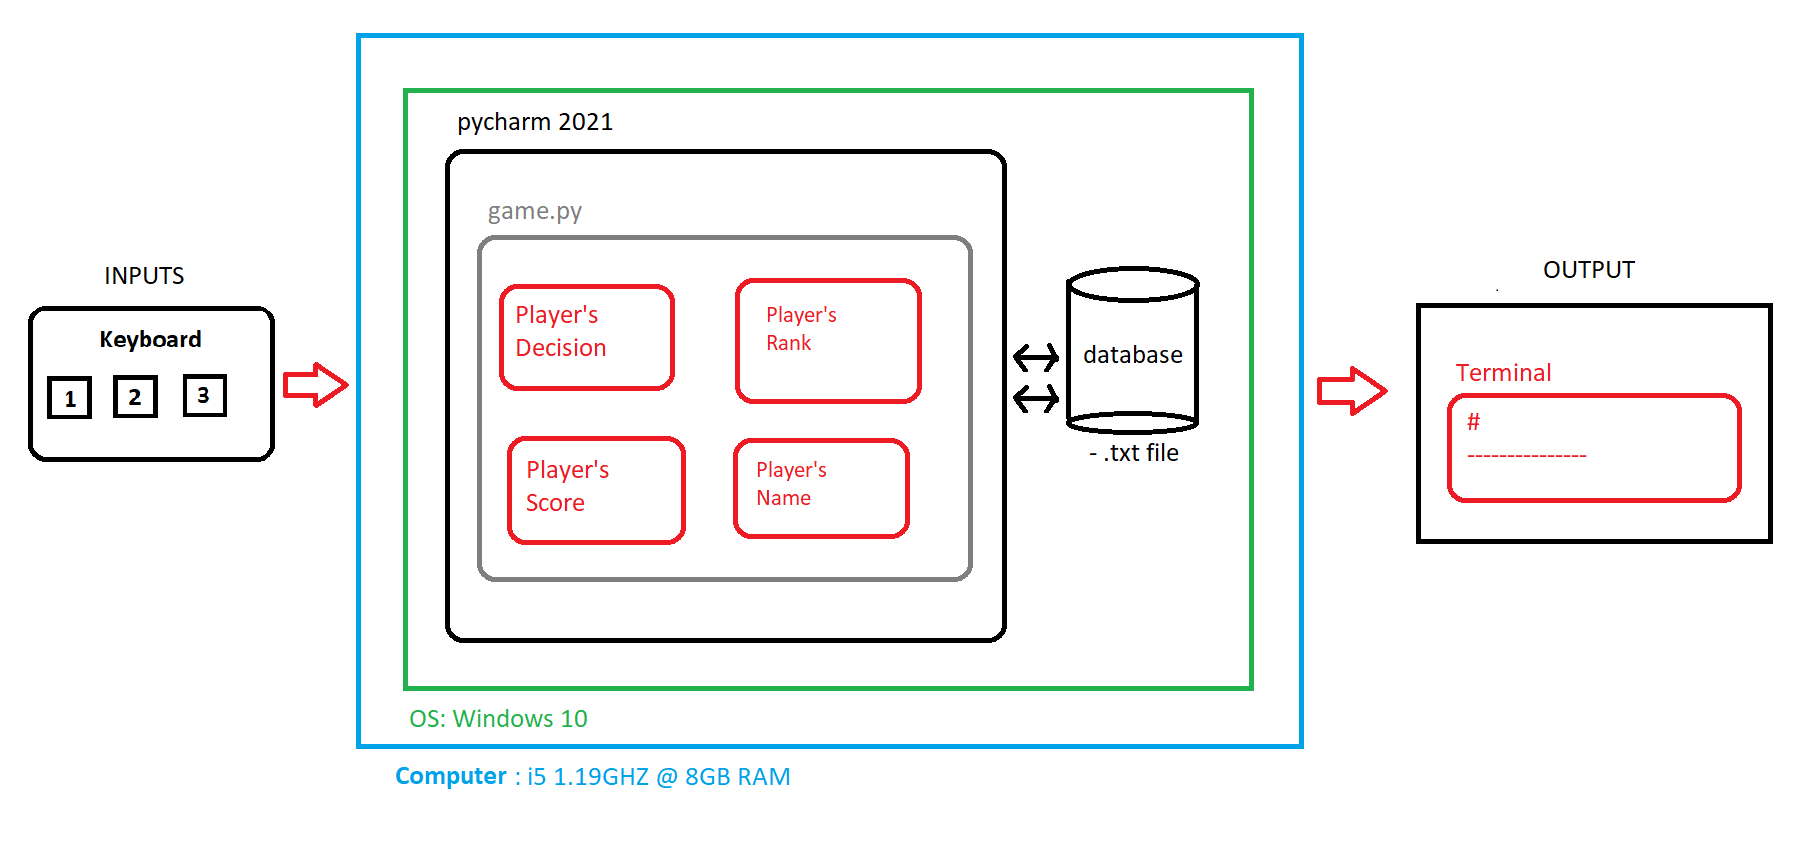 pycharm 2021
game.py
INPUTS
Keyboard
1 2 3
Player's
Decision
Player's
Rank
Player's
Score
Player's
Name
database
- .txt file
OUTPUT
Terminal
#
---------------
OS: Windows 10
Computer : i5 1.19GHZ @ 8GB RAM